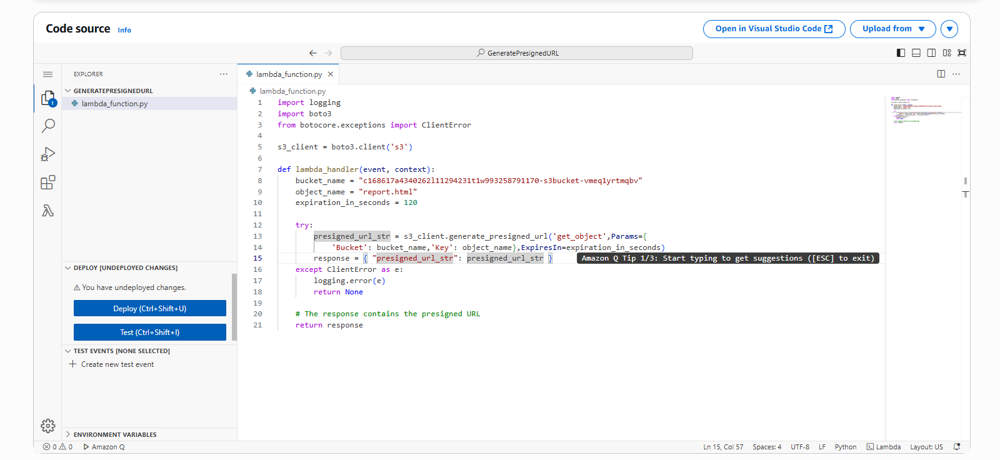 Code source Info
Open in Visual Studio Code Upload from
GeneratePresignedURL
EXPLORER
GENERATEPRESIGNEDURL
lambda_function.py
1
DEPLOY [UNDEPLOYED CHANGES]
You have undeployed changes.
Deploy (Ctrl+Shift+U)
Test (Ctrl+Shift+I)
TEST EVENTS [NONE SELECTED]
Create new test event
ENVIRONMENT VARIABLES
lambda_function.py
lambda_function.py
1 import logging
2 import boto3
3 from botocore.exceptions import ClientError
4
5 s3_client = boto3.client('s3')
6
7 def lambda_handler(event, context):
8 bucket_name = "c168617a4340262l11294231t1w993258791170-s3bucket-vmeq1yrtmqbv"
9 object_name = "report.html"
10 expiration_in_seconds = 120
11
12 try:
13 presigned_url_str = s3_client.generate_presigned_url('get_object',Params={
14 'Bucket': bucket_name,'Key': object_name},ExpiresIn=expiration_in_seconds)
15 response = { "presigned_url_str": presigned_url_str } Amazon Q Tip 1/3: Start typing to get suggestions ([ESC] to exit)
16 except ClientError as e:
17 logging.error(e)
18 return None
19
20 # The response contains the presigned URL
21 return response
0 0 Amazon Q Ln 15, Col 57 Spaces: 4 UTF-8 LF Python Lambda Layout: US